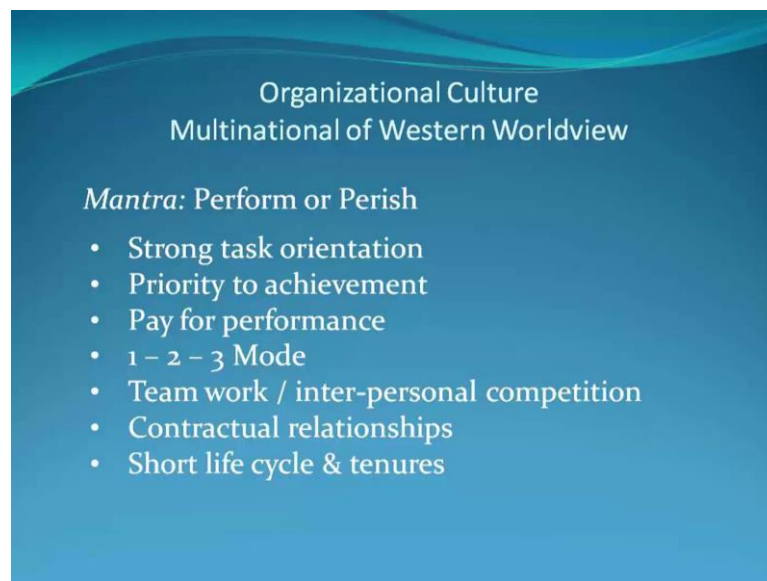 Organizational Culture
Multinational of Western Worldview
Mantra: Perform or Perish
• Strong task orientation
• Priority to achievement
• Pay for performance
• 1 – 2 – 3 Mode
• Team work / inter-personal competition
• Contractual relationships
• Short life cycle & tenures